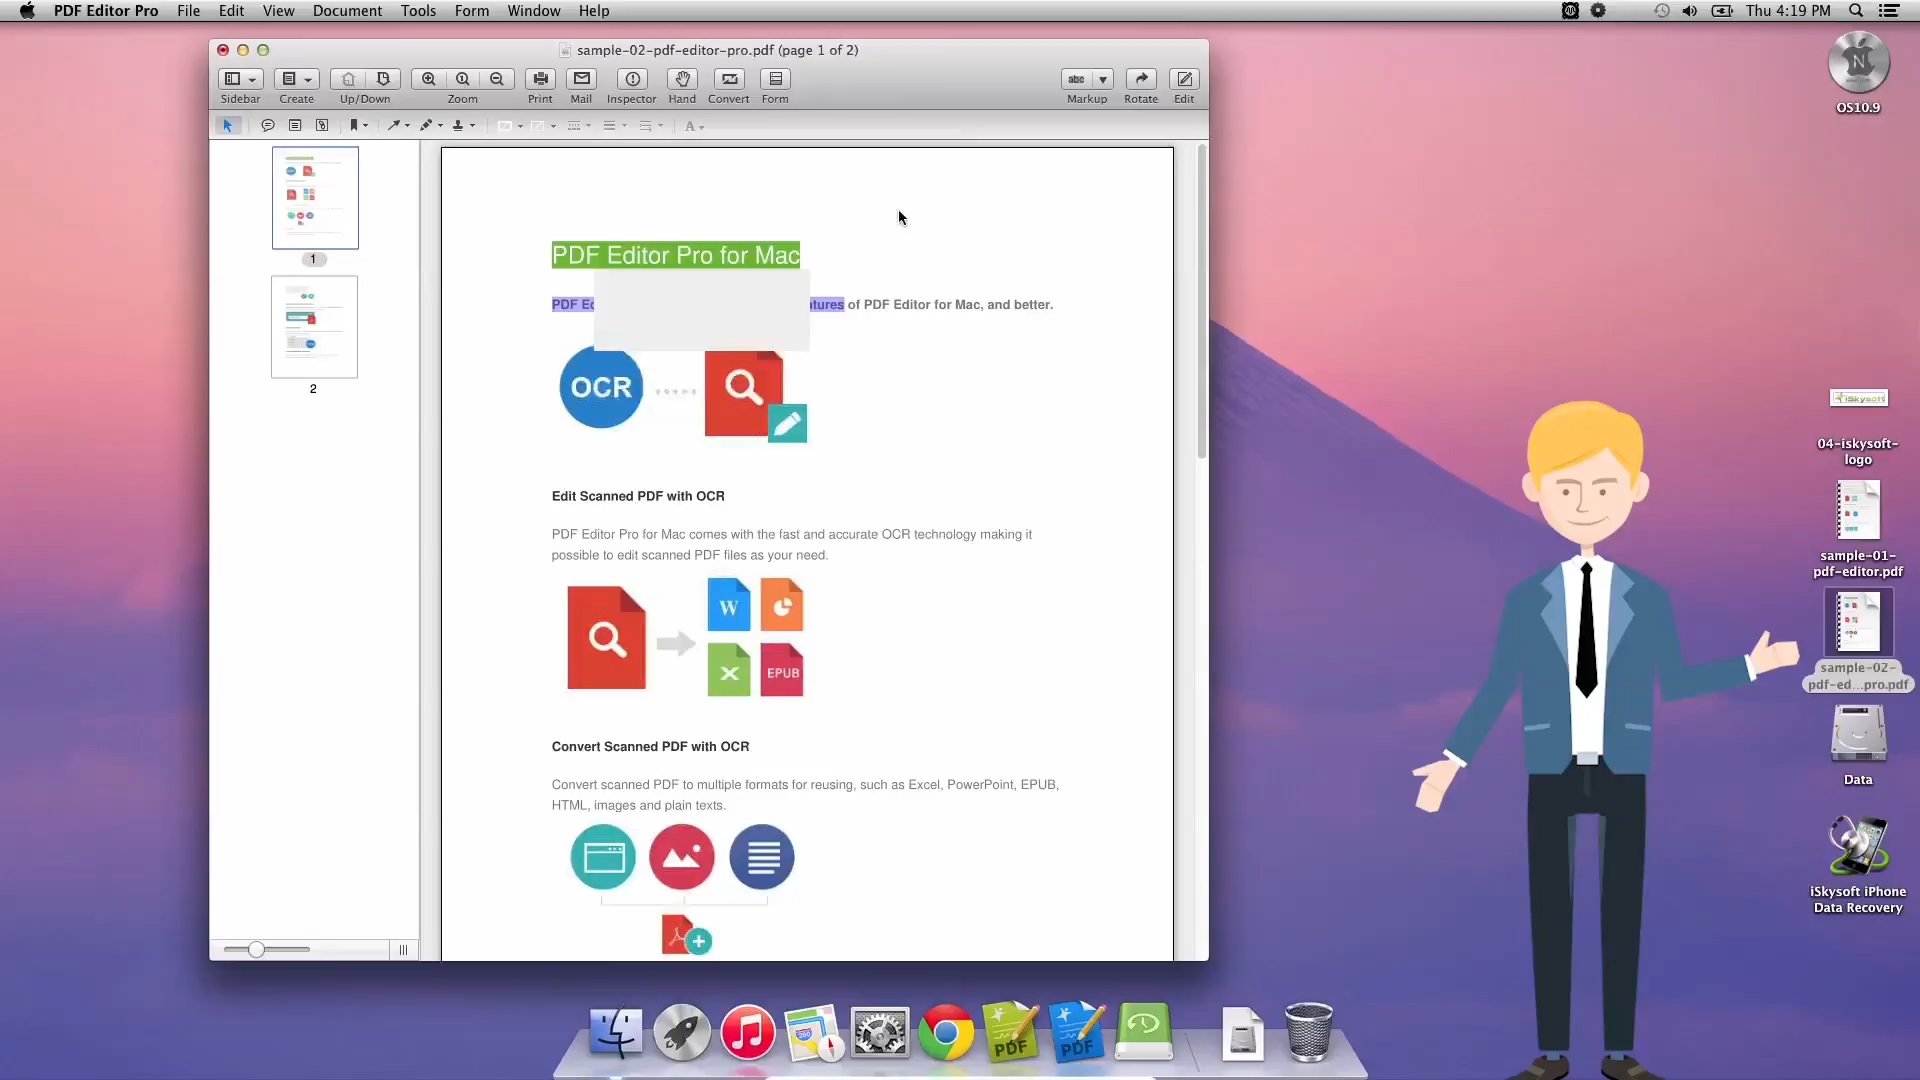 PDF Editor Pro File Edit View Document Tools Form Window Help
Thu 4:19 PM
sample-02-pdf-editor-pro.pdf (page 1 of 2)
Sidebar Create Up/Down Zoom Print Mail Inspector Hand Convert Form
abc
Markup Rotate Edit
A
1
2
PDF Editor Pro for Mac
PDF Ed tures of PDF Editor for Mac, and better.
OCR
Edit Scanned PDF with OCR
PDF Editor Pro for Mac comes with the fast and accurate OCR technology making it
possible to edit scanned PDF files as your need.
W
X
EPUB
Convert Scanned PDF with OCR
Convert scanned PDF to multiple formats for reusing, such as Excel, PowerPoint, EPUB,
HTML, images and plain texts.
N
OS10.9
iSkysoft
04-iskysoft-
logo
sample-01-
pdf-editor.pdf
sample-02-
pdf-ed...pro.pdf
Data
iSkysoft iPhone
Data Recovery
PDF
PDF